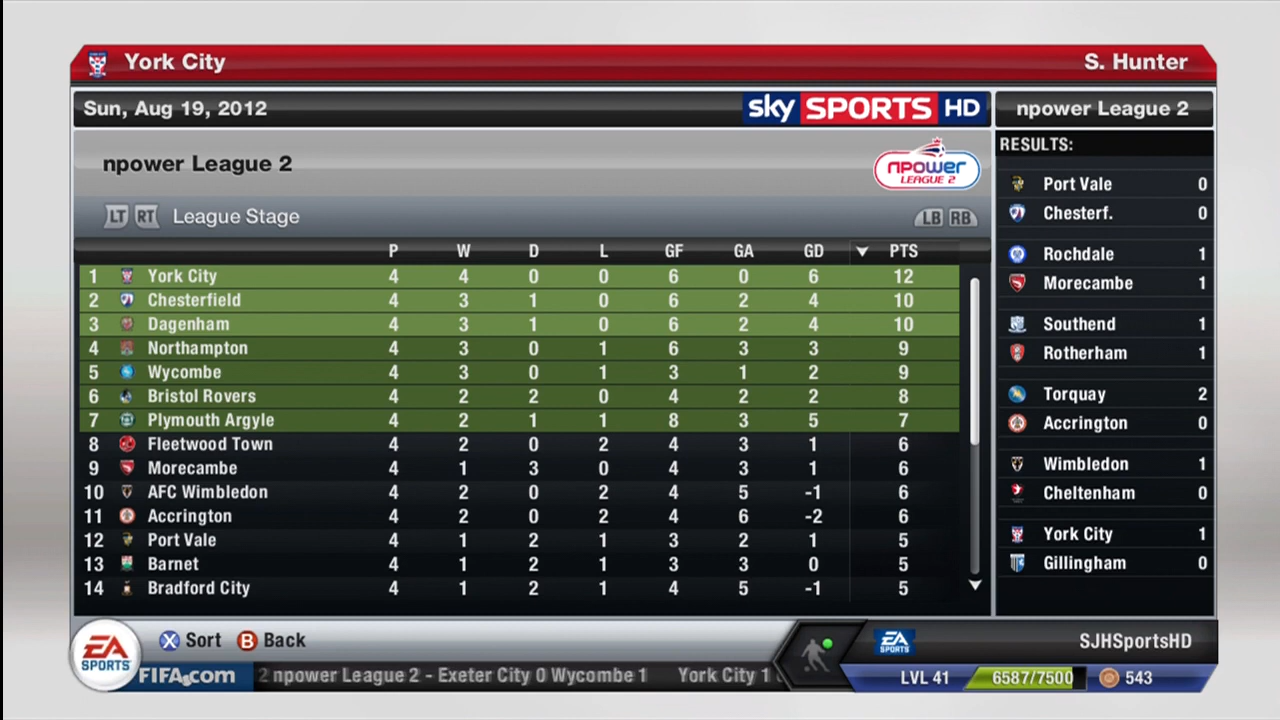 York City
S. Hunter
Sun, Aug 19, 2012
sky SPORTS HD
npower League 2
npower League 2
npower LEAGUE 2
LT RT League Stage
LB RB
P W D L GF GA GD PTS
1 York City 4 4 0 0 6 0 6 12
2 Chesterfield 4 3 1 0 6 2 4 10
3 Dagenham 4 3 1 0 6 2 4 10
4 Northampton 4 3 0 1 6 3 3 9
5 Wycombe 4 3 0 1 3 1 2 9
6 Bristol Rovers 4 2 2 0 4 2 2 8
7 Plymouth Argyle 4 2 1 1 8 3 5 7
8 Fleetwood Town 4 2 0 2 4 3 1 6
9 Morecambe 4 1 3 0 4 3 1 6
10 AFC Wimbledon 4 2 0 2 4 5 -1 6
11 Accrington 4 2 0 2 4 6 -2 6
12 Port Vale 4 1 2 1 3 2 1 5
13 Barnet 4 1 2 1 3 3 0 5
14 Bradford City 4 1 2 1 4 5 -1 5
RESULTS:
Port Vale 0
Chesterf. 0
Rochdale 1
Morecambe 1
Southend 1
Rotherham 1
Torquay 2
Accrington 0
Wimbledon 1
Cheltenham 0
York City 1
Gillingham 0
X Sort B Back
EA SPORTS
EA SPORTS
SJHSportsHD
FIFA.com
2 npower League 2 - Exeter City 0 Wycombe 1 York City 1
LVL 41 6587/7500 543